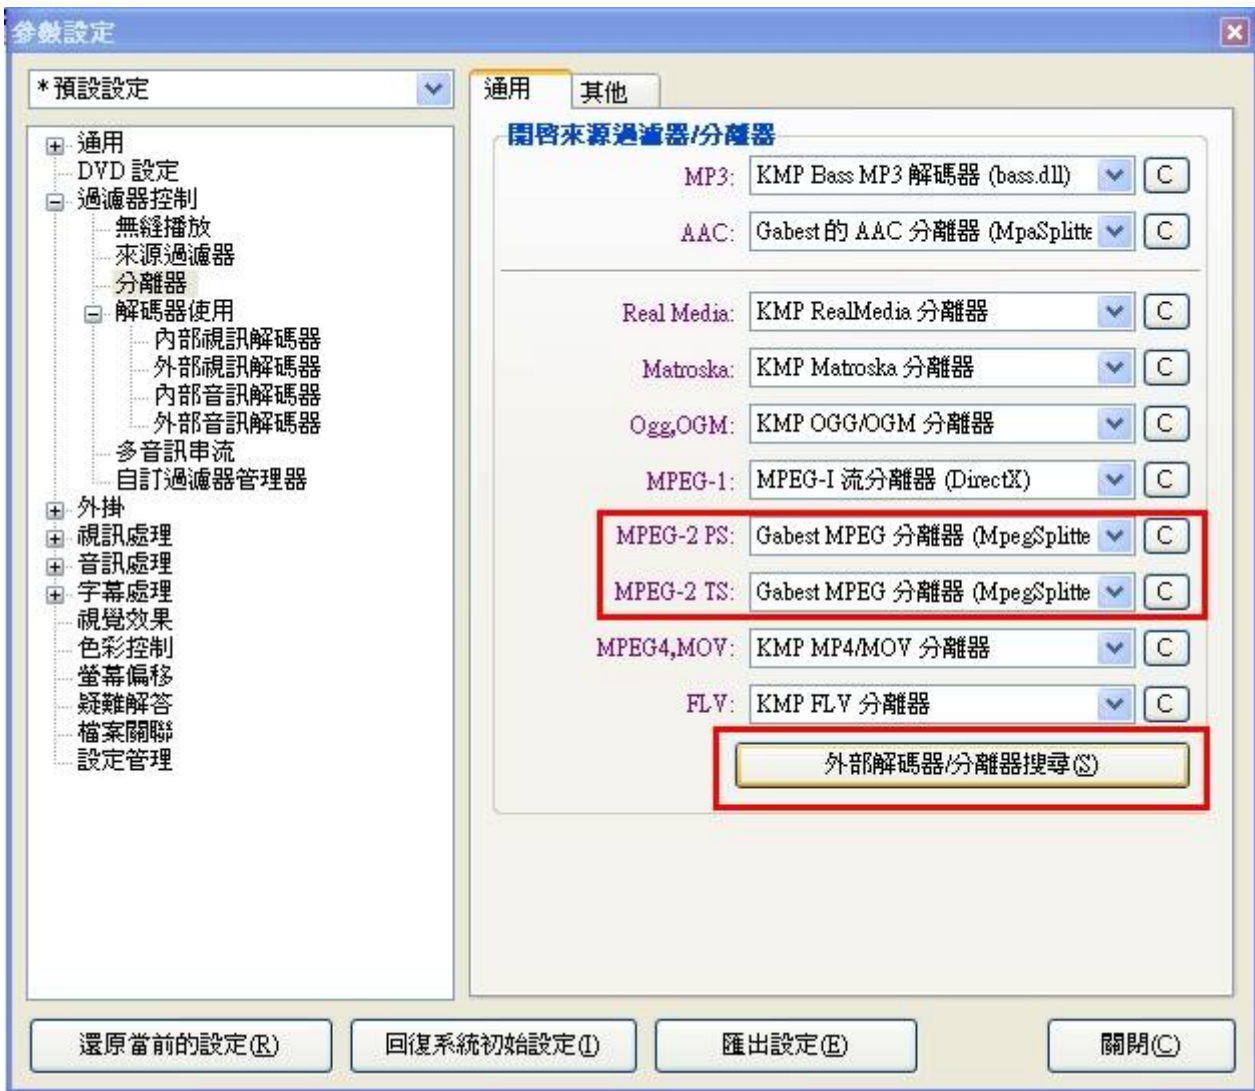 參數設定
*預設設定
通用
DVD 設定
過濾器控制
無縫播放
來源過濾器
分離器
解碼器使用
內部視訊解碼器
外部視訊解碼器
內部音訊解碼器
外部音訊解碼器
多音訊串流
自訂過濾器管理器
外掛
視訊處理
音訊處理
字幕處理
視覺效果
色彩控制
螢幕偏移
疑難解答
檔案關聯
設定管理
通用 其他
開啓來源過濾器/分離器
MP3: KMP Bass MP3 解碼器 (bass.dll) C
AAC: Gabest 的 AAC 分離器 (MpaSplitte C
Real Media: KMP RealMedia 分離器 C
Matroska: KMP Matroska 分離器 C
Ogg,OGM: KMP OGG/OGM 分離器 C
MPEG-1: MPEG-I 流分離器 (DirectX) C
MPEG-2 PS: Gabest MPEG 分離器 (MpegSplitte C
MPEG-2 TS: Gabest MPEG 分離器 (MpegSplitte C
MPEG4,MOV: KMP MP4/MOV 分離器 C
FLV: KMP FLV 分離器 C
外部解碼器/分離器搜尋(S)
還原當前的設定(R) 回復系統初始設定(I) 匯出設定(E) 關閉(C)